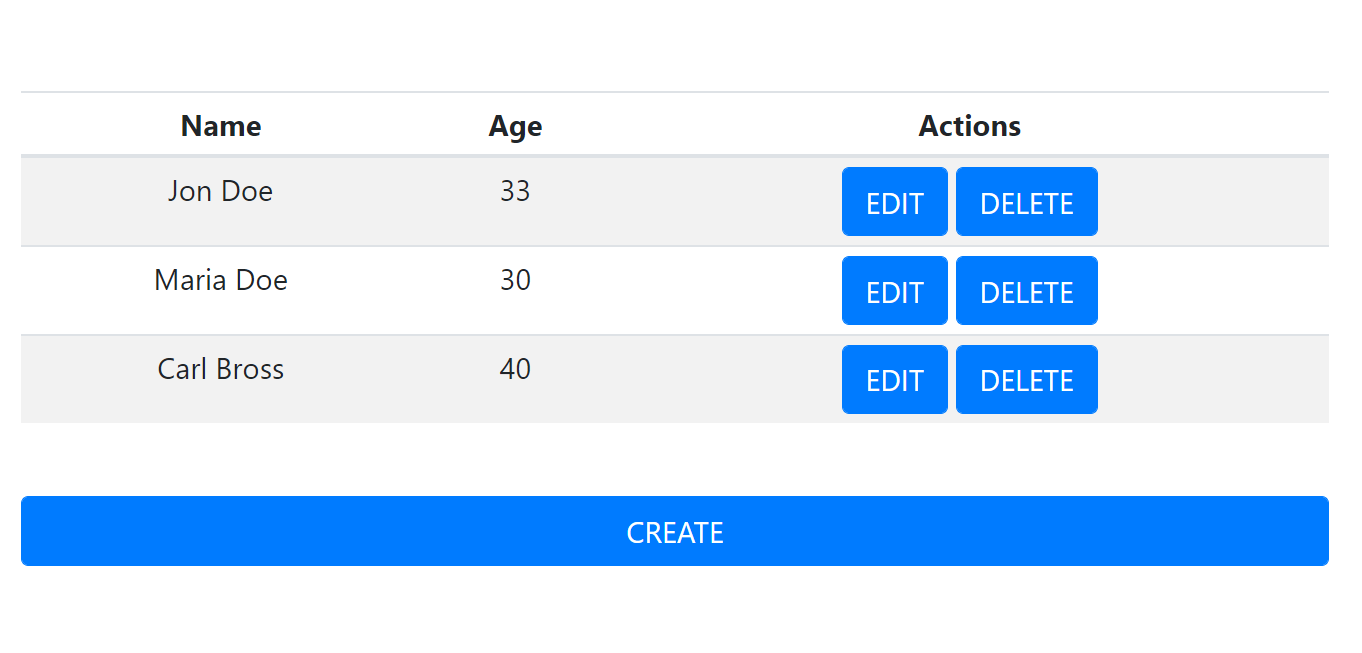 Name Age Actions
Jon Doe 33 EDIT DELETE
Maria Doe 30 EDIT DELETE
Carl Bross 40 EDIT DELETE
CREATE